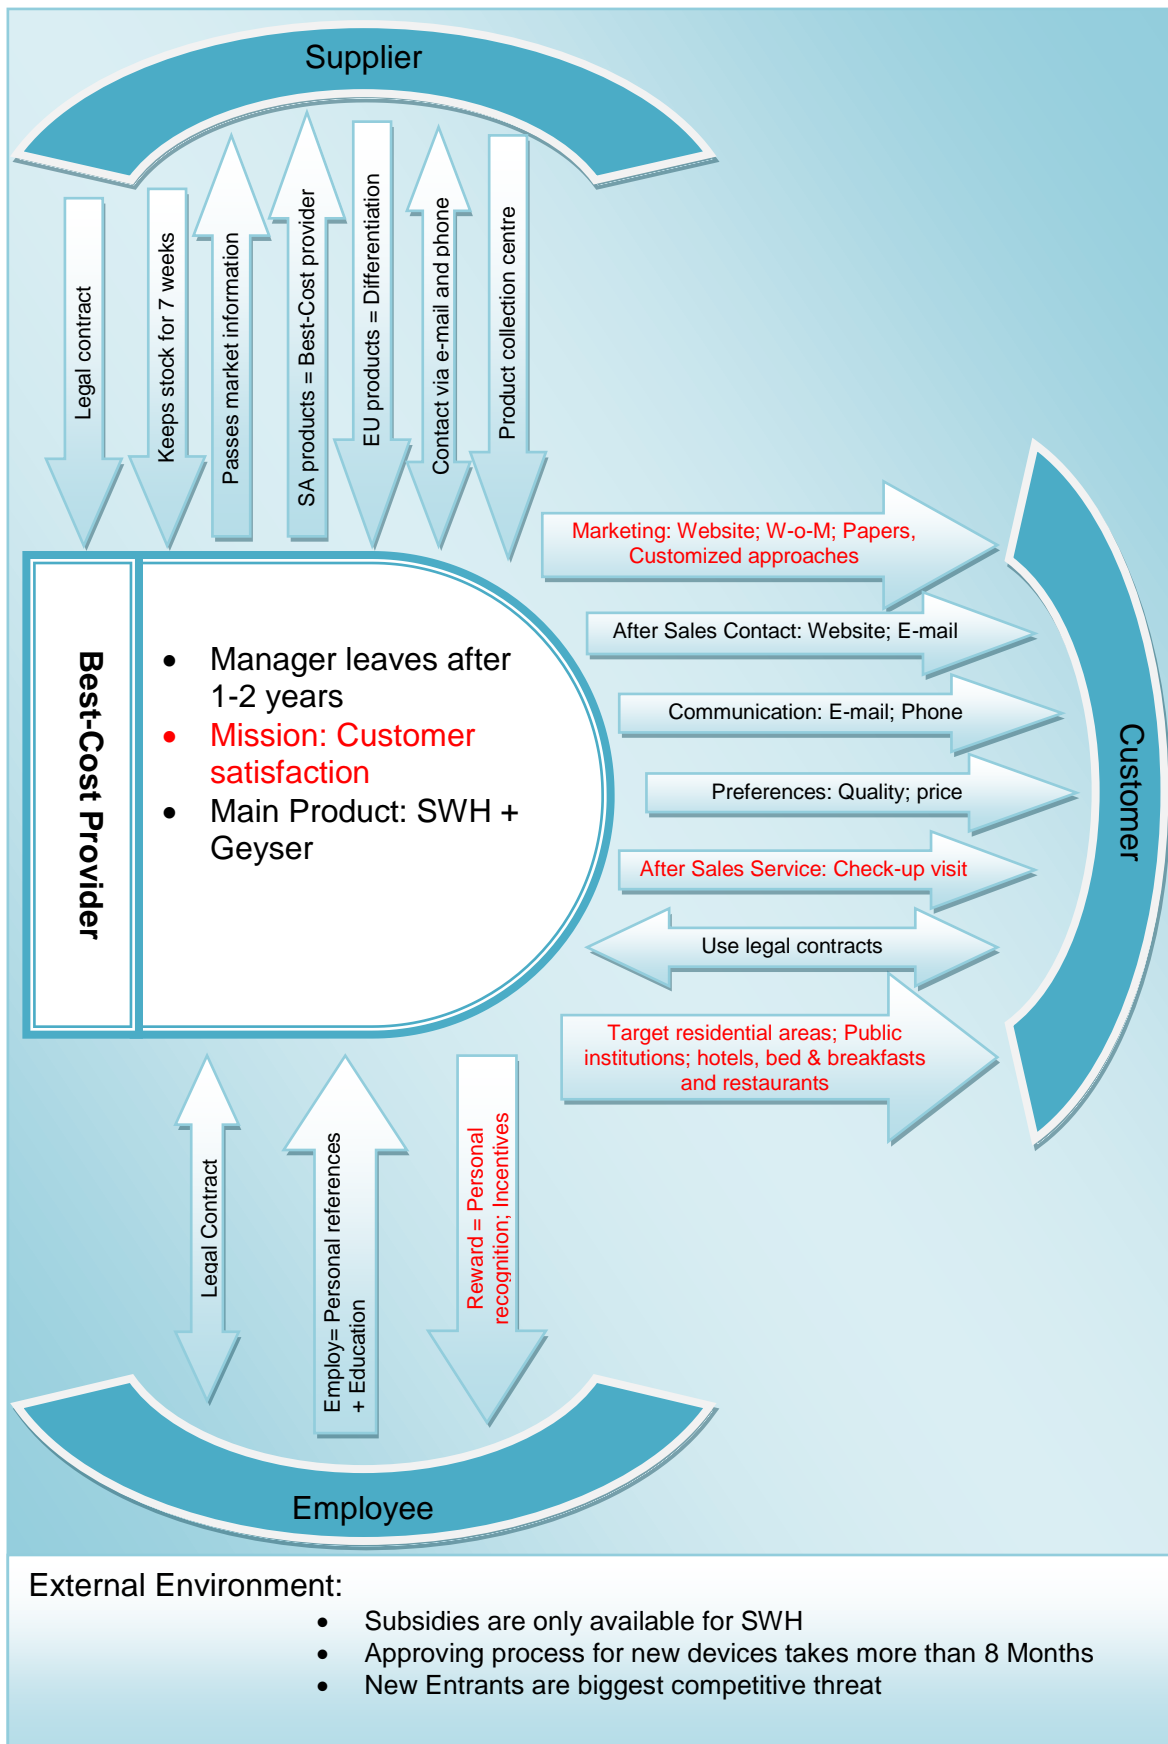 Supplier
Legal contract
Keeps stock for 7 weeks
Passes market information
SA products = Best-Cost provider
EU products = Differentiation
Contact via e-mail and phone
Product collection centre
Marketing: Website; W-o-M; Papers,
Customized approaches
After Sales Contact: Website; E-mail
Communication: E-mail; Phone
Preferences: Quality; price
After Sales Service: Check-up visit
Use legal contracts
Target residential areas; Public
institutions; hotels, bed & breakfasts
and restaurants
Customer
Best-Cost Provider
• Manager leaves after
1-2 years
• Mission: Customer
satisfaction
• Main Product: SWH +
Geyser
Legal Contract
Employ= Personal references
+ Education
Reward = Personal
recognition; Incentives
Employee
External Environment:
• Subsidies are only available for SWH
• Approving process for new devices takes more than 8 Months
• New Entrants are biggest competitive threat